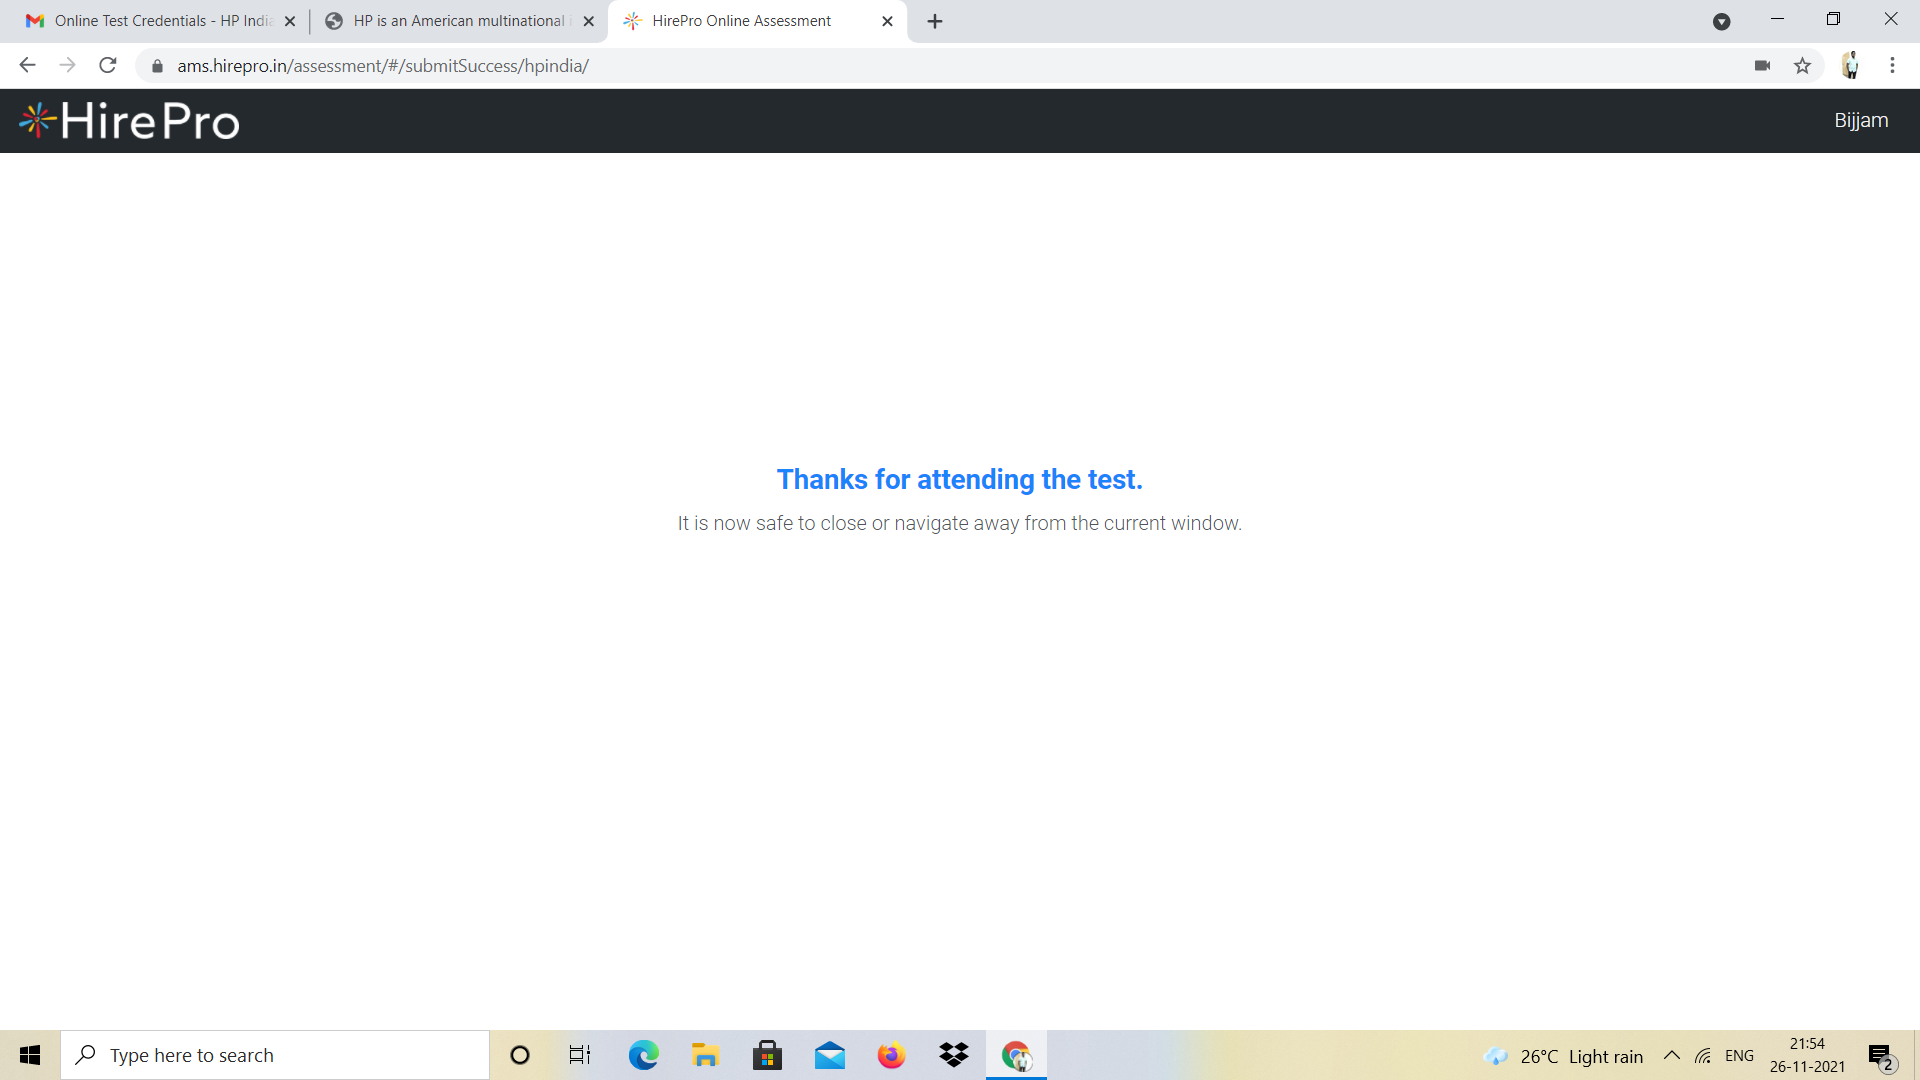 Online Test Credentials - HP India
HP is an American multinational i
HirePro Online Assessment
ams.hirepro.in/assessment/#/submitSuccess/hpindia/
HirePro
Bijjam
Thanks for attending the test.
It is now safe to close or navigate away from the current window.
Type here to search
26°C Light rain
ENG
21:54
26-11-2021
2